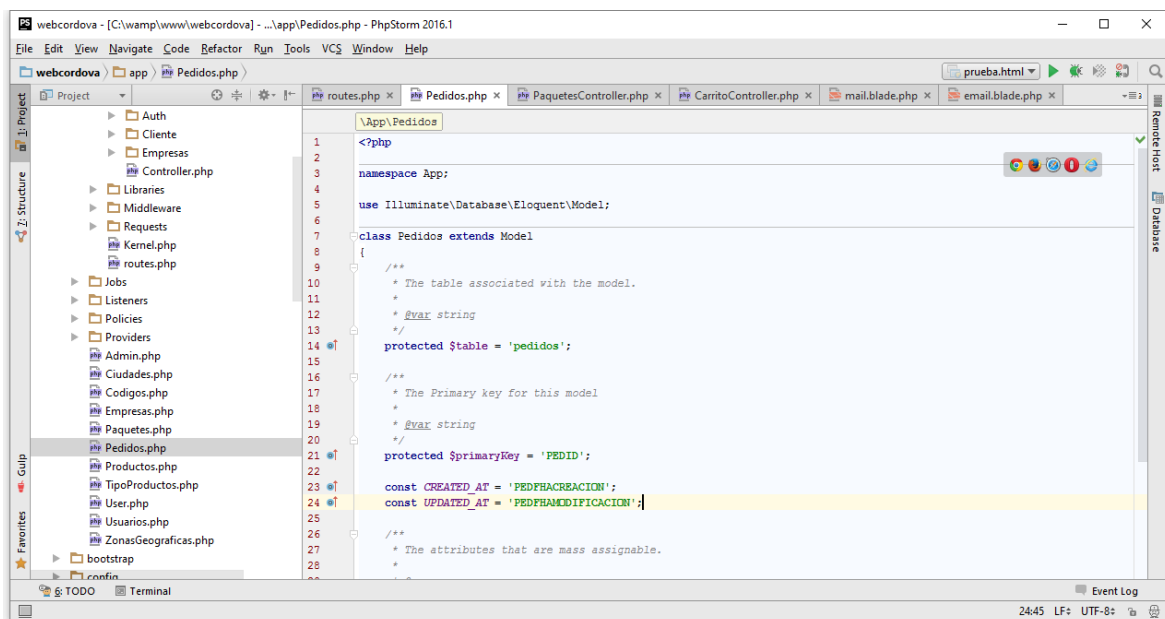 PS webcordova - [C:\wamp\www\webcordova] - ...\app\Pedidos.php - PhpStorm 2016.1
File Edit View Navigate Code Refactor Run Tools VCS Window Help
webcordova app Pedidos.php prueba.html
Project routes.php Pedidos.php PaquetesController.php CarritoController.php mail.blade.php email.blade.php
1: Project
Z: Structure
Gulp
Favorites
Auth
Cliente
Empresas
Controller.php
Libraries
Middleware
Requests
Kernel.php
routes.php
Jobs
Listeners
Policies
Providers
Admin.php
Ciudades.php
Codigos.php
Empresas.php
Paquetes.php
Pedidos.php
Productos.php
TipoProductos.php
User.php
Usuarios.php
ZonasGeograficas.php
bootstrap
config
\App\Pedidos
1 <?php
2
3 namespace App;
4
5 use Illuminate\Database\Eloquent\Model;
6
7 class Pedidos extends Model
8 {
9 /**
10 * The table associated with the model.
11 *
12 * @var string
13 */
14 protected $table = 'pedidos';
15
16 /**
17 * The Primary key for this model
18 *
19 * @var string
20 */
21 protected $primaryKey = 'PEDID';
22
23 const CREATED_AT = 'PEDFHACREACION';
24 const UPDATED_AT = 'PEDFHAMODIFICACION';
25
26 /**
27 * The attributes that are mass assignable.
28 *
Remote Host
Database
6: TODO Terminal Event Log
24:45 LF UTF-8